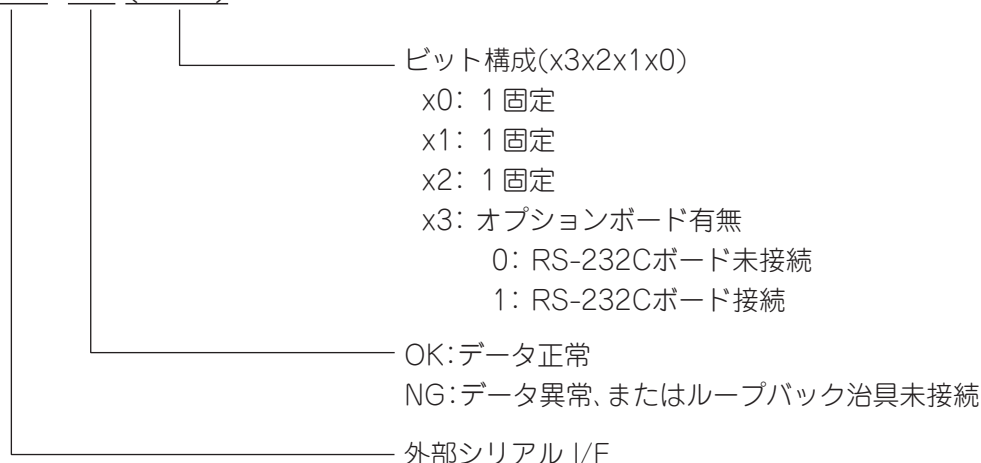 ビット構成(x3x2x1x0)
x0: 1固定
x1: 1固定
x2: 1固定
x3: オプションボード有無
0: RS-232Cボード未接続
1: RS-232Cボード接続
OK:データ正常
NG:データ異常、またはループバック治具未接続
外部シリアル I/F